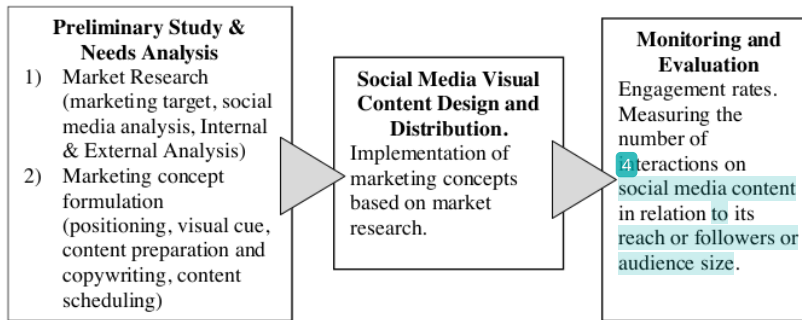 Preliminary Study &
Needs Analysis
1) Market Research
(marketing target, social
media analysis, Internal
& External Analysis)
2) Marketing concept
formulation
(positioning, visual cue,
content preparation and
copywriting, content
scheduling)
Social Media Visual
Content Design and
Distribution.
Implementation of
marketing concepts
based on market
research.
Monitoring and
Evaluation
Engagement rates.
Measuring the
number of
4
interactions on
social media content
in relation to its
reach or followers or
audience size.